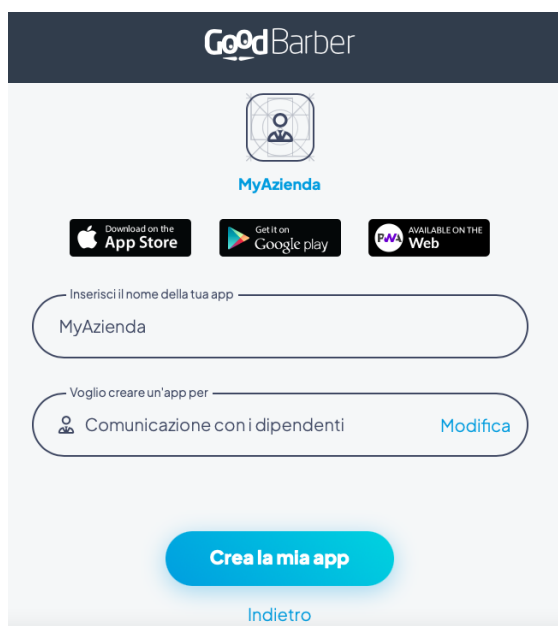 GoodBarber
MyAzienda
Download on the
App Store
Get it on
Google play
PWA
AVAILABLE ON THE
Web
Inserisci il nome della tua app
MyAzienda
Voglio creare un'app per
Comunicazione con i dipendenti
Modifica
Crea la mia app
Indietro